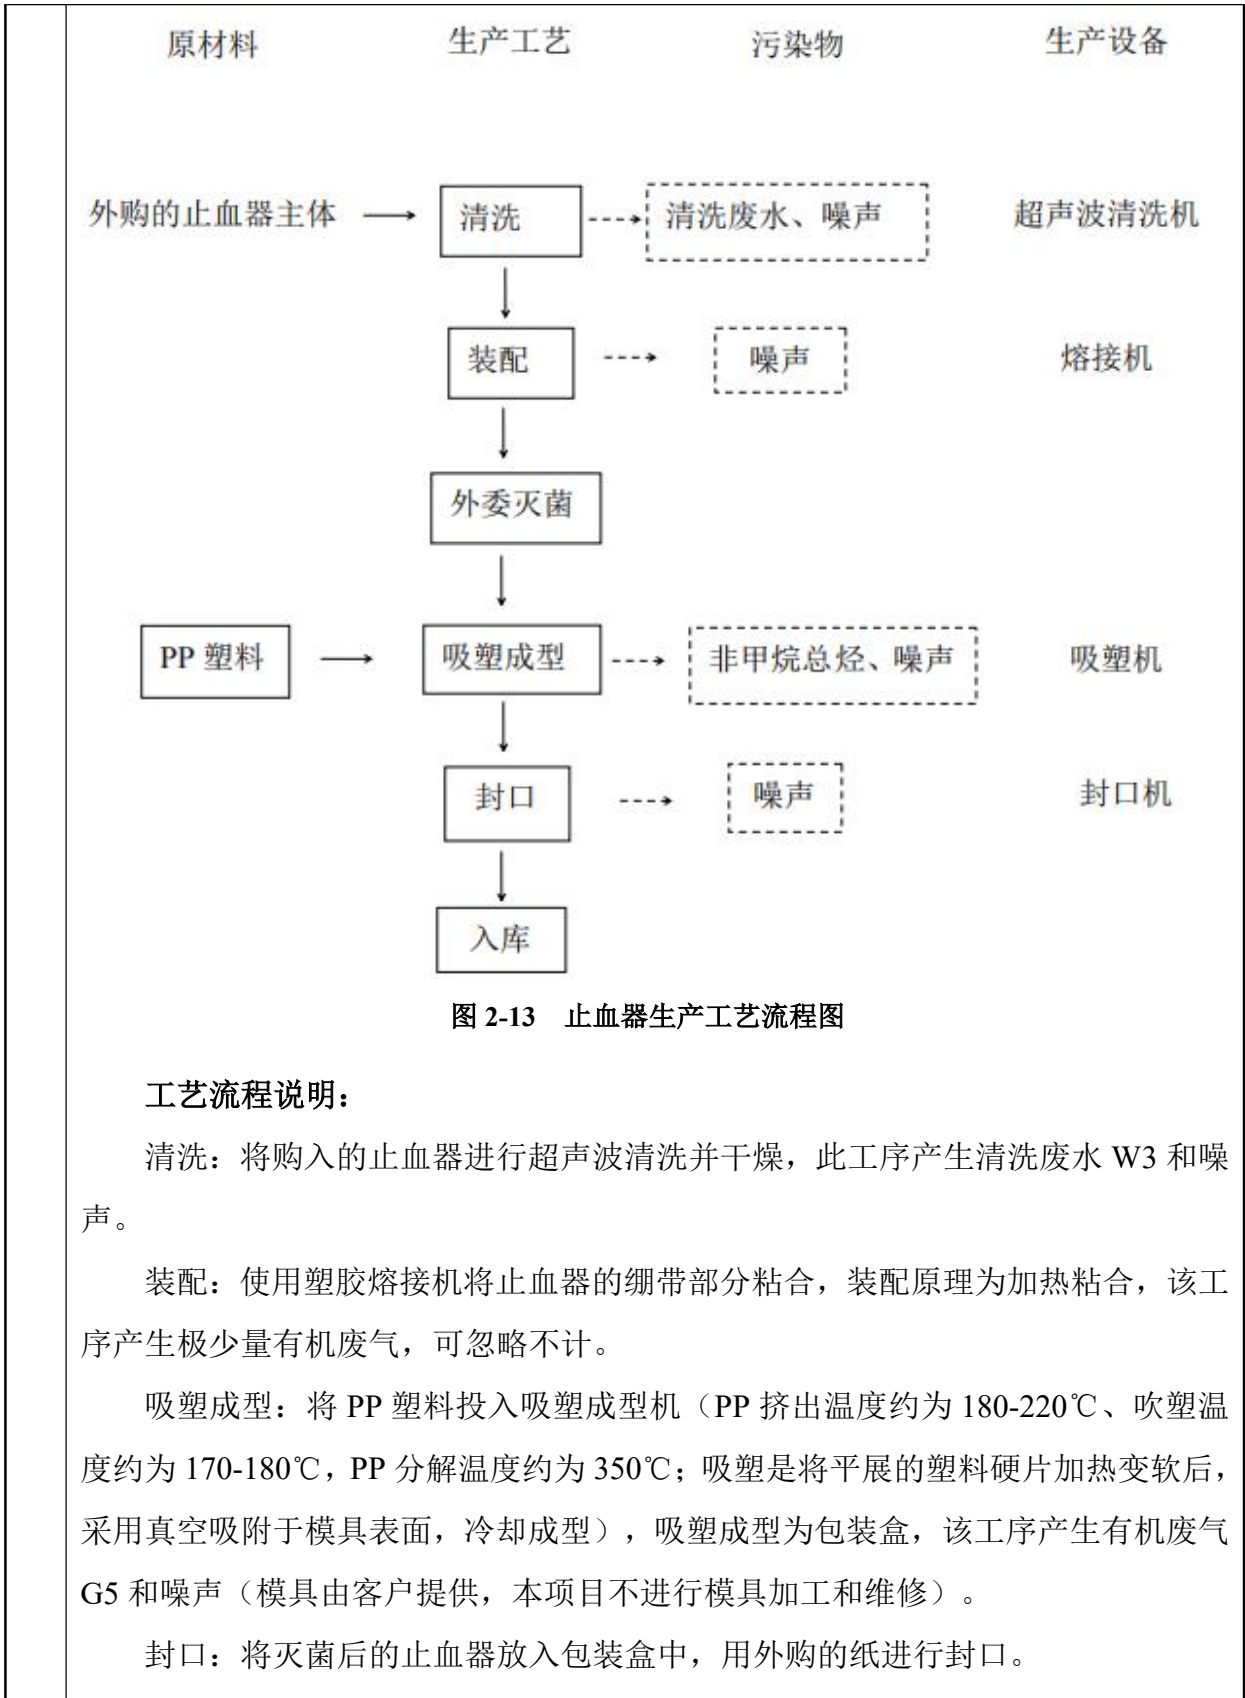 原材料 生产工艺 污染物 生产设备
外购的止血器主体 清洗 清洗废水、噪声 超声波清洗机
装配 噪声 熔接机
外委灭菌
PP 塑料 吸塑成型 非甲烷总烃、噪声 吸塑机
封口 噪声 封口机
入库
图 2-13 止血器生产工艺流程图
工艺流程说明：
清洗：将购入的止血器进行超声波清洗并干燥，此工序产生清洗废水 W3 和噪
声。
装配：使用塑胶熔接机将止血器的绷带部分粘合，装配原理为加热粘合，该工
序产生极少量有机废气，可忽略不计。
吸塑成型：将 PP 塑料投入吸塑成型机（PP 挤出温度约为 180-220℃、吹塑温
度约为 170-180℃，PP 分解温度约为 350℃；吸塑是将平展的塑料硬片加热变软后，
采用真空吸附于模具表面，冷却成型），吸塑成型为包装盒，该工序产生有机废气
G5 和噪声（模具由客户提供，本项目不进行模具加工和维修）。
封口：将灭菌后的止血器放入包装盒中，用外购的纸进行封口。